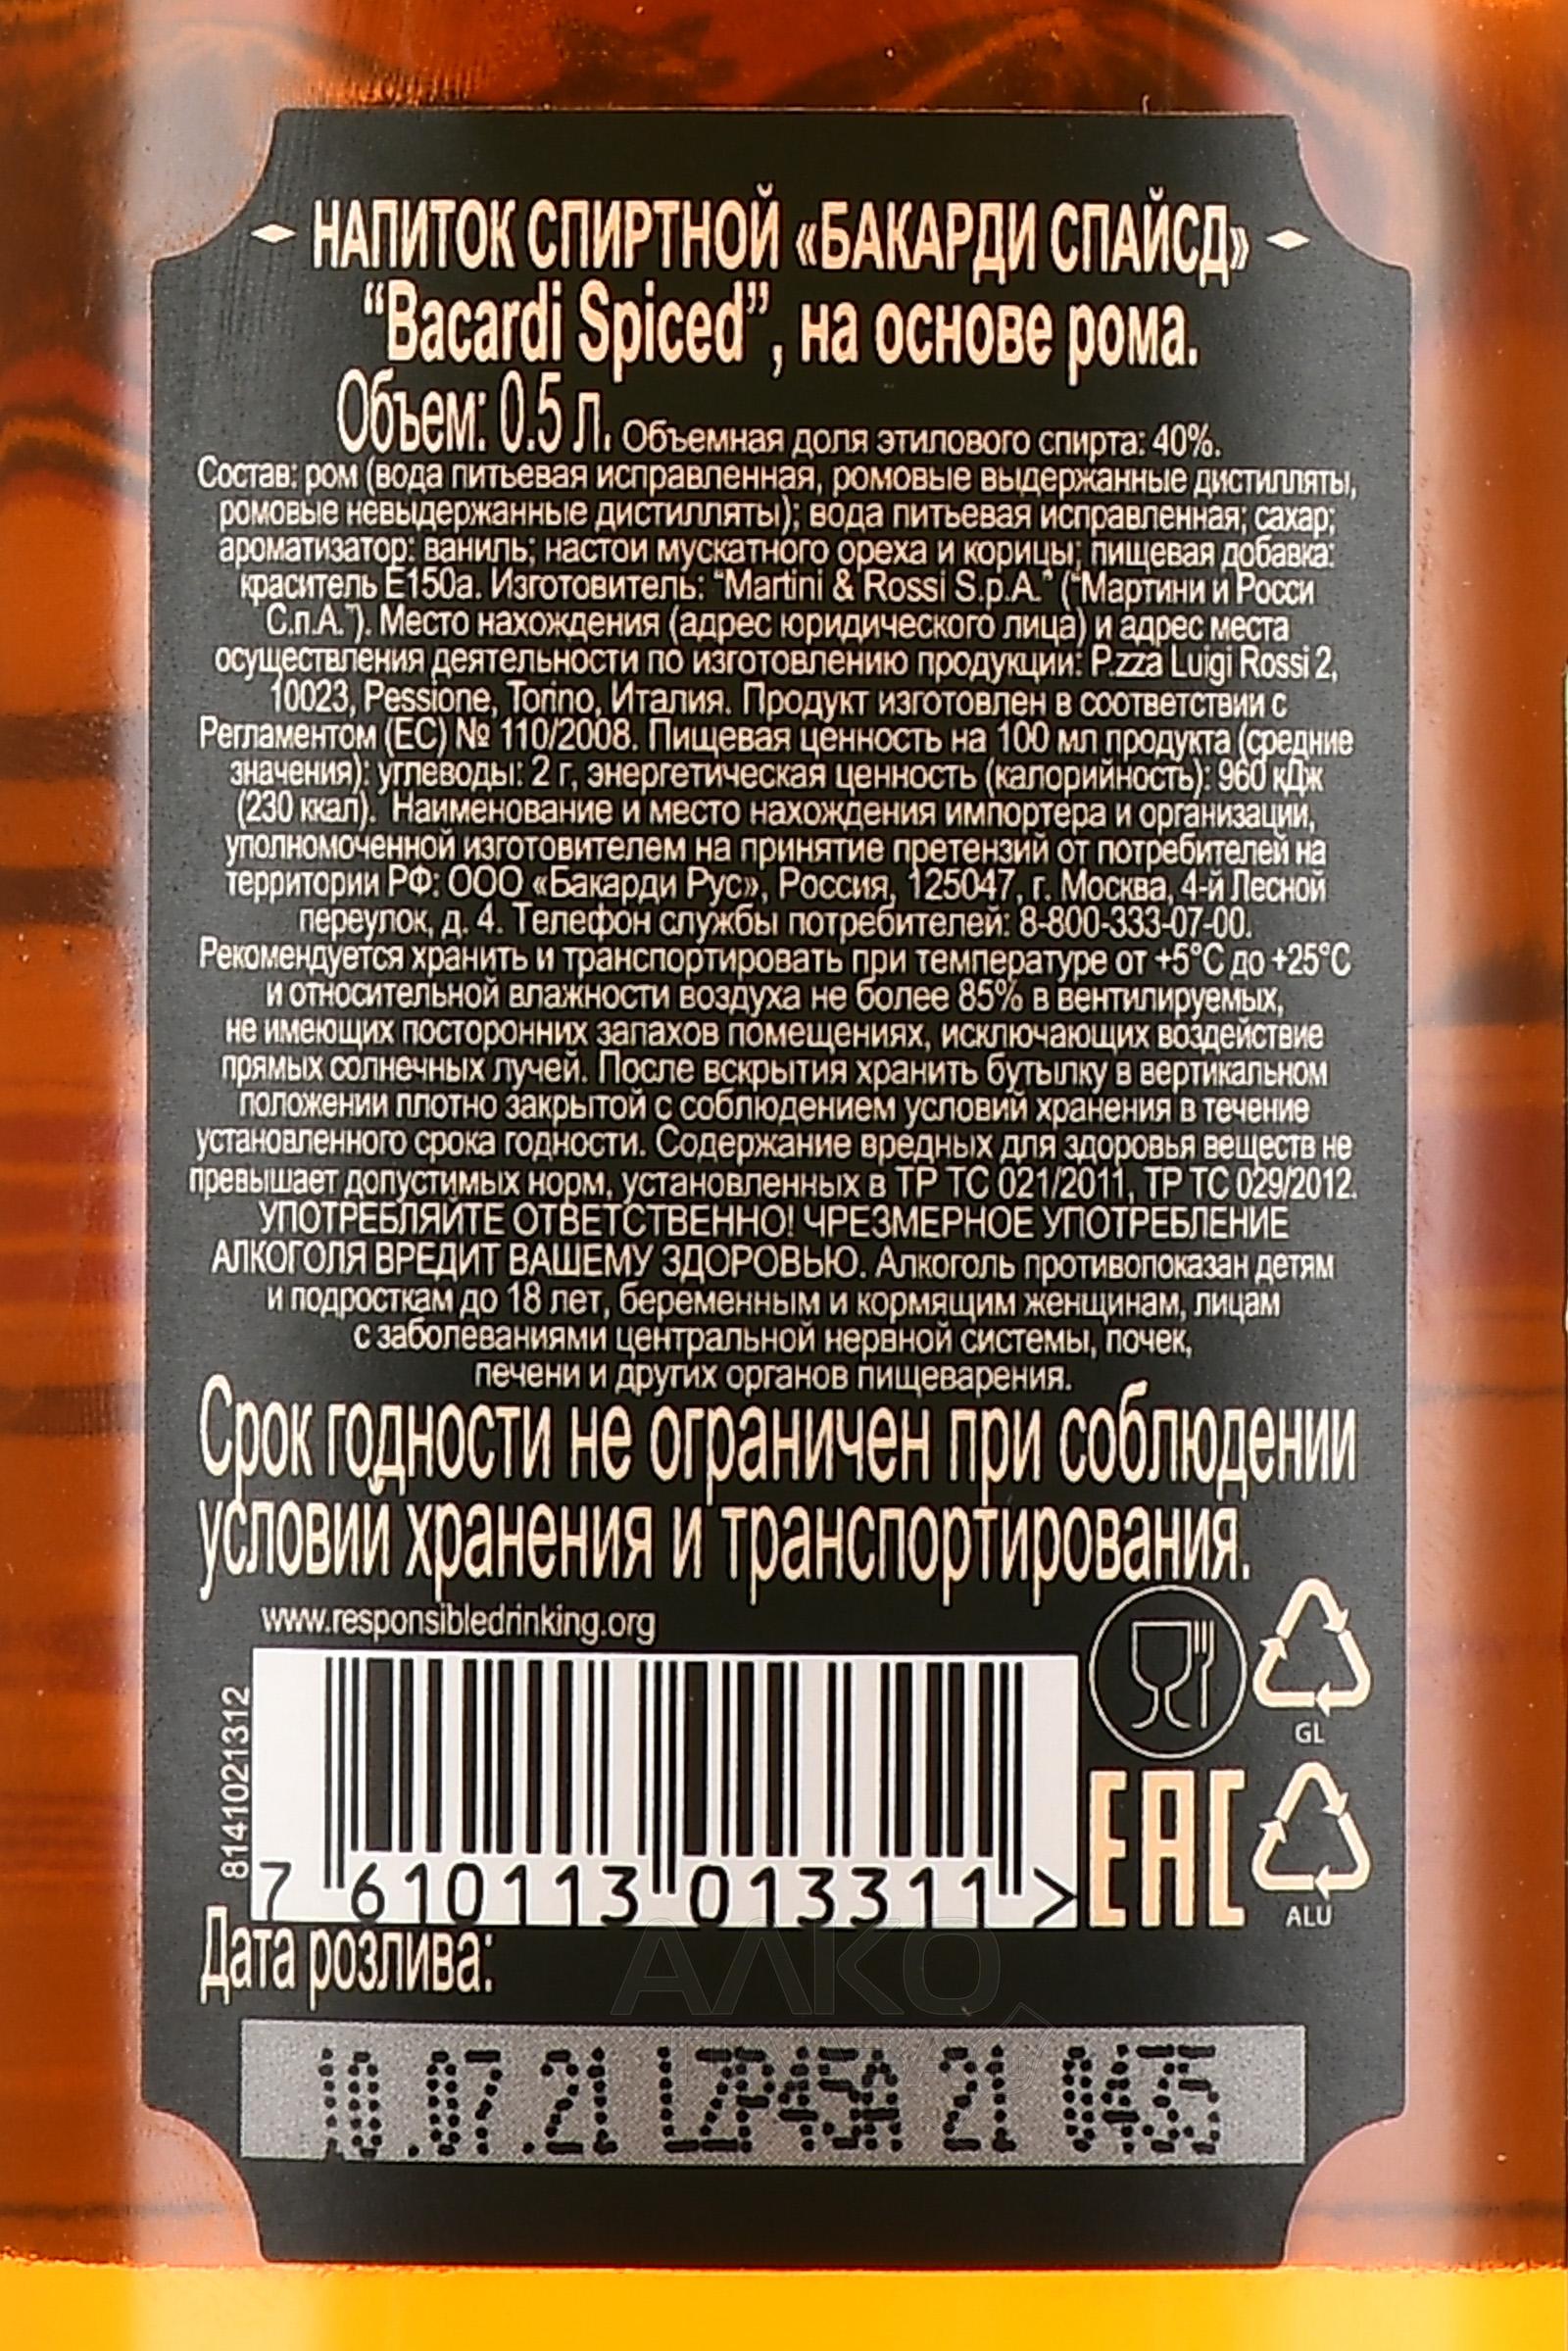 НАПИТОК СПИРТНОЙ «БАКАРДИ СПАЙСД»
“Bacardi Spiced”, на основе рома.
Объем: 0.5 л. Объемная доля этилового спирта: 40%.
Состав: ром (вода питьевая исправленная, ромовые выдержанные дистилляты,
ромовые невыдержанные дистилляты); вода питьевая исправленная; сахар;
ароматизатор: ваниль; настои мускатного ореха и корицы; пищевая добавка:
краситель Е150а. Изготовитель: “Martini & Rossi S.p.A.” (“Мартини и Росси
С.п.А.”). Место нахождения (адрес юридического лица) и адрес места
осуществления деятельности по изготовлению продукции: P.zza Luigi Rossi 2,
10023, Pessione, Torino, Италия. Продукт изготовлен в соответствии с
Регламентом (ЕС) № 110/2008. Пищевая ценность на 100 мл продукта (средние
значения): углеводы: 2 г, энергетическая ценность (калорийность): 960 кДж
(230 ккал). Наименование и место нахождения импортера и организации,
уполномоченной изготовителем на принятие претензий от потребителей на
территории РФ: ООО «Бакарди Рус», Россия, 125047, г. Москва, 4-й Лесной
переулок, д. 4. Телефон службы потребителей: 8-800-333-07-00.
Рекомендуется хранить и транспортировать при температуре от +5°C до +25°C
и относительной влажности воздуха не более 85% в вентилируемых,
не имеющих посторонних запахов помещениях, исключающих воздействие
прямых солнечных лучей. После вскрытия хранить бутылку в вертикальном
положении плотно закрытой с соблюдением условий хранения в течение
установленного срока годности. Содержание вредных для здоровья веществ не
превышает допустимых норм, установленных в ТР ТС 021/2011, ТР ТС 029/2012.
УПОТРЕБЛЯЙТЕ ОТВЕТСТВЕННО! ЧРЕЗМЕРНОЕ УПОТРЕБЛЕНИЕ
АЛКОГОЛЯ ВРЕДИТ ВАШЕМУ ЗДОРОВЬЮ. Алкоголь противопоказан детям
и подросткам до 18 лет, беременным и кормящим женщинам, лицам
с заболеваниями центральной нервной системы, почек,
печени и других органов пищеварения.
Срок годности не ограничен при соблюдении
условий хранения и транспортирования.
www.responsibledrinking.org
GL
8141021312
7 610113 013311 >
EAC
ALU
Дата розлива:
АЛКО
10.07.21 LZP45A 21 0435